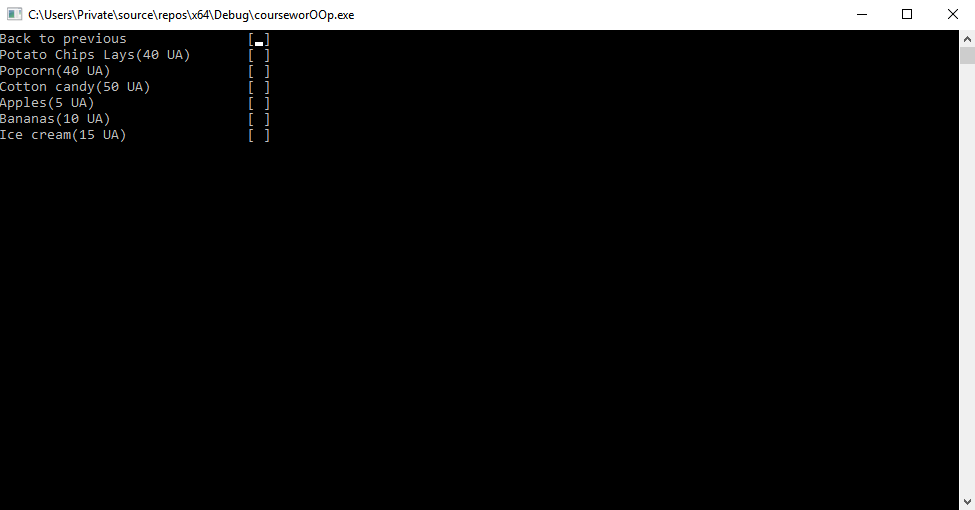 C:\Users\Private\source\repos\x64\Debug\courseworOOp.exe
Back to previous [ ]
Potato Chips Lays(40 UA) [ ]
Popcorn(40 UA) [ ]
Cotton candy(50 UA) [ ]
Apples(5 UA) [ ]
Bananas(10 UA) [ ]
Ice cream(15 UA) [ ]